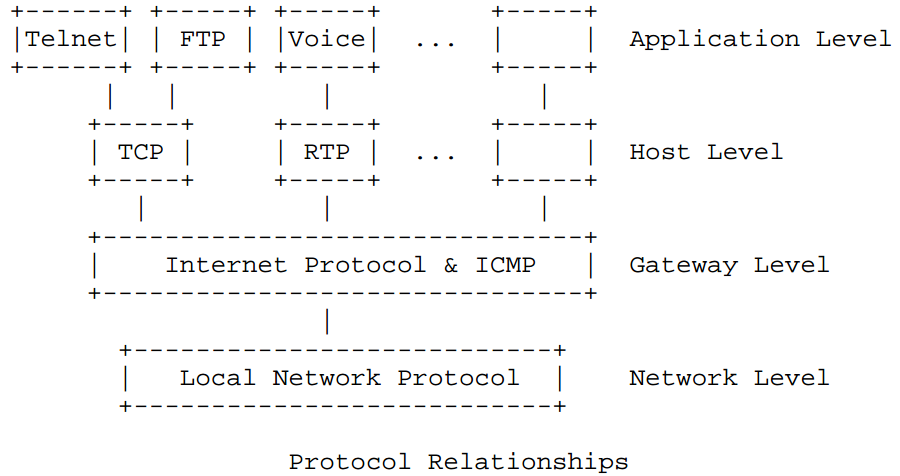 +------+ +-----+ +-----+       +-----+
|Telnet| | FTP | |Voice|  ...  |     |  Application Level
+------+ +-----+ +-----+       +-----+
      |   |         |             |
     +-----+     +-----+       +-----+
     | TCP |     | RTP |  ...  |     |  Host Level
     +-----+     +-----+       +-----+
        |           |             |
     +-------------------------------+
     |    Internet Protocol & ICMP   |  Gateway Level
     +-------------------------------+
                    |
       +---------------------------+
       |   Local Network Protocol  |    Network Level
       +---------------------------+
Protocol Relationships